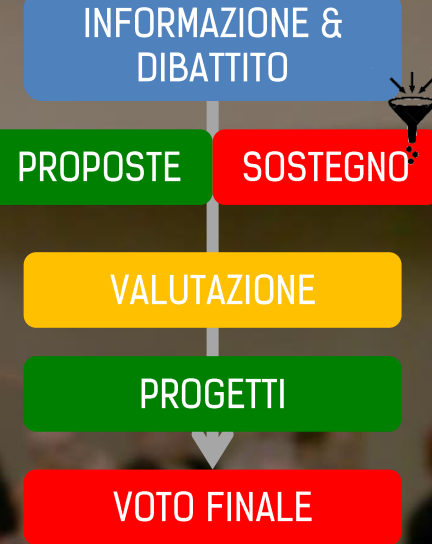 INFORMAZIONE &
DIBATTITO
PROPOSTE SOSTEGNO
VALUTAZIONE
PROGETTI
VOTO FINALE